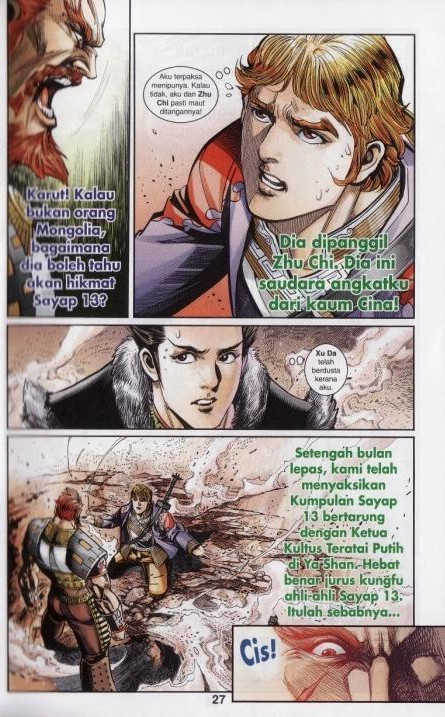 Karut! Kalau
bukan orang
Mongolia,
bagaimana
dia boleh tahu
akan hikmat
Sayap 13?
Aku terpaksa
menipunya. Kalau
tidak, aku dan Zhu
Chi pasti maut
ditangannya!
Dia dipanggil
Zhu Chi. Dia ini
saudara angkatku
dari kaum Cina!
Xu Da
telah
berdusta
kerana
aku.
Setengah bulan
lepas, kami telah
menyaksikan
Kumpulan Sayap
13 bertarung
dengan Ketua
Kultus Teratai Putih
di Ya Shan. Hebat
benar jurus kungfu
ahli-ahli Sayap 13.
Itulah sebabnya...
Cis!
27